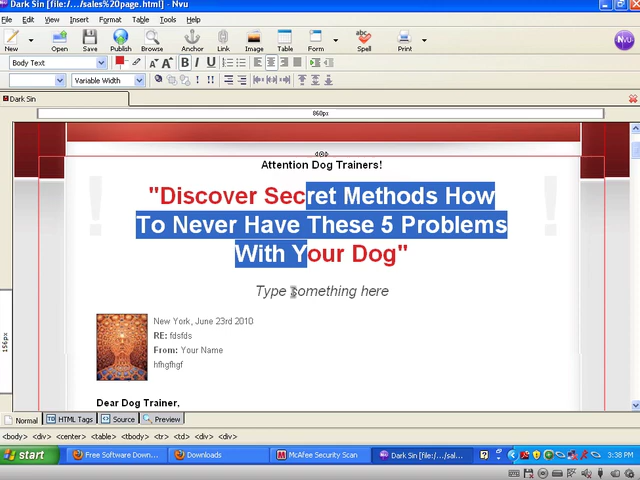 Dark Sin [file:/.../sales%20page.html] - Nvu
File Edit View Insert Format Table Tools Help
New Open Save Publish Browse Anchor Link Image Table Form Spell Print
NVU
Body Text
Variable Width
Dark Sin
860px
Attention Dog Trainers!
"Discover Secret Methods How
To Never Have These 5 Problems
With Your Dog"
! !
Type something here
156px
New York, June 23rd 2010
RE: fdsfds
From: Your Name
hfhgfhgf
Dear Dog Trainer,
Normal HTML Tags Source Preview
<body> <div> <center> <table> <tbody> <tr> <td> <div> <div>
start Free Software Down... Downloads McAfee Security Scan Dark Sin [file:/.../sal... 3:38 PM